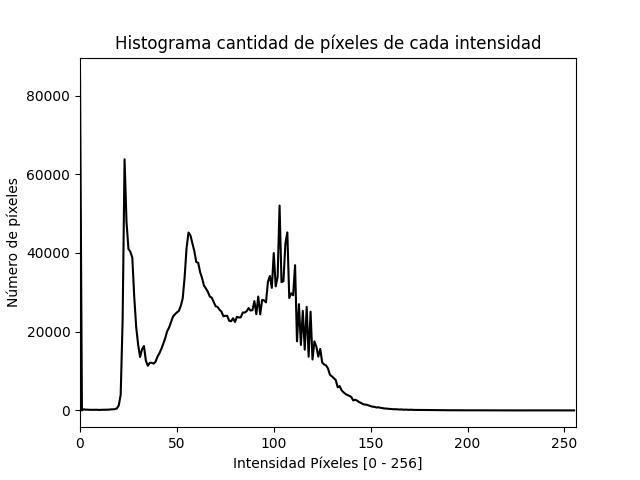 Histograma cantidad de píxeles de cada intensidad
Número de píxeles
80000
60000
40000
20000
0
0 50 100 150 200 250
Intensidad Píxeles [0 - 256]